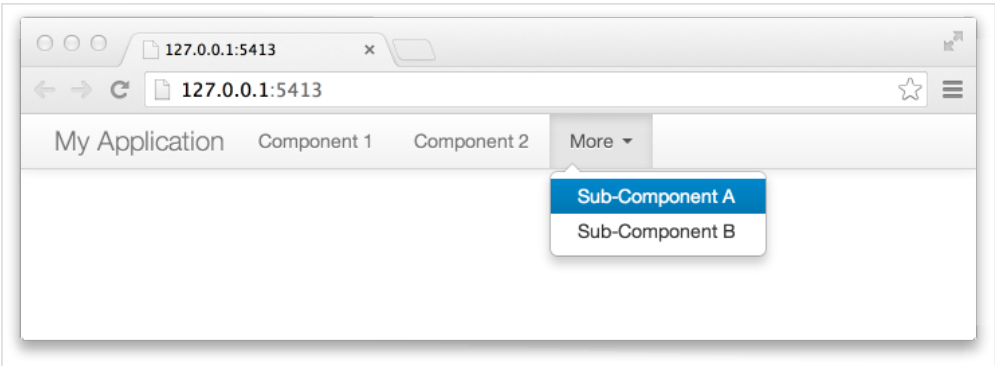 127.0.0.1:5413 ×
127.0.0.1:5413
My Application Component 1 Component 2 More
Sub-Component A
Sub-Component B